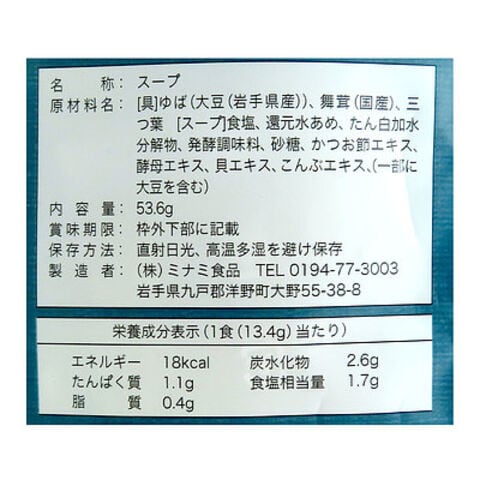 名　　称：スープ
原材料名：[具]ゆば（大豆（岩手県産））、舞茸（国産）、三
つ葉　[スープ]食塩、還元水あめ、たん白加水
分解物、発酵調味料、砂糖、かつお節エキス、
酵母エキス、貝エキス、こんぶエキス、（一部に
大豆を含む）
内 容 量：53.6g
賞味期限：枠外下部に記載
保存方法：直射日光、高温多湿を避け保存
製 造 者：（株）ミナミ食品　TEL 0194-77-3003
岩手県九戸郡洋野町大野55-38-8
栄養成分表示（1食（13.4g）当たり）
エネルギー　18kcal　炭水化物　2.6g
たんぱく質　1.1g　食塩相当量　1.7g
脂　　質　0.4g